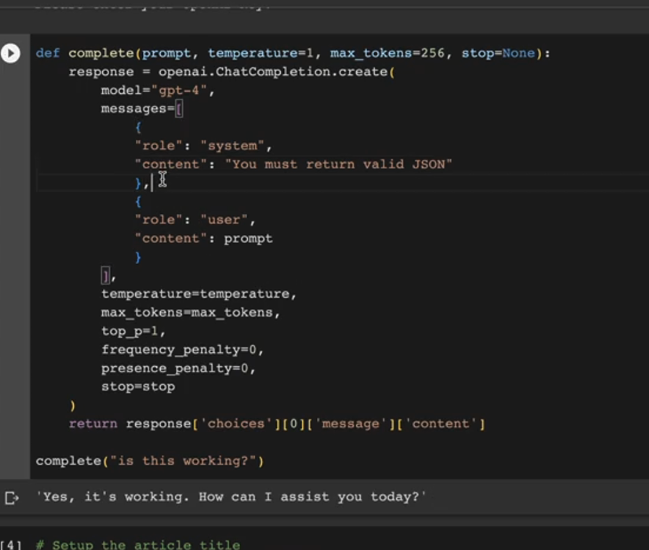 def complete(prompt, temperature=1, max_tokens=256, stop=None):
    response = openai.ChatCompletion.create(
        model="gpt-4",
        messages=[
            {
            "role": "system",
            "content": "You must return valid JSON"
            },
            {
            "role": "user",
            "content": prompt
            }
        ],
        temperature=temperature,
        max_tokens=max_tokens,
        top_p=1,
        frequency_penalty=0,
        presence_penalty=0,
        stop=stop
    )
    return response['choices'][0]['message']['content']
complete("is this working?")
'Yes, it's working. How can I assist you today?'
[4] # Setup the article title